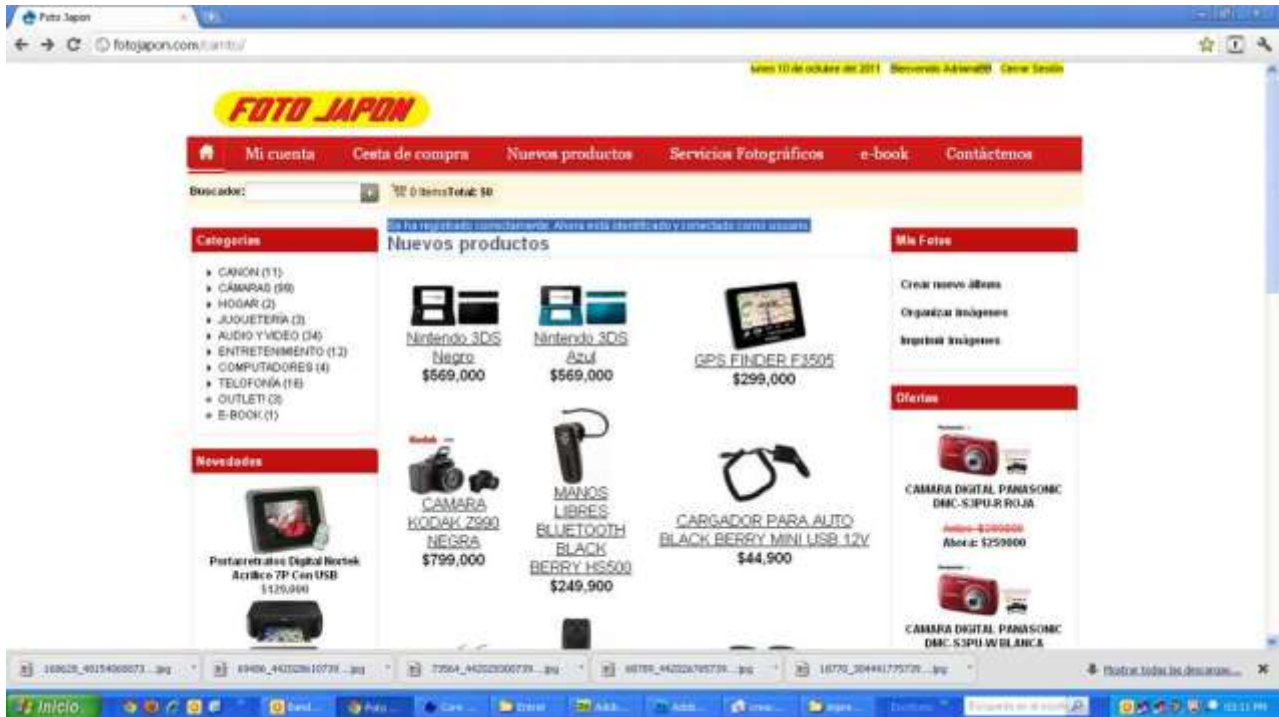 Foto Japon
fotojapon.com/carrito/
lunes 10 de octubre del 2011 Bienvenido Cerrar Sesión
FOTO JAPON
Mi cuenta Cesta de compra Nuevos productos Servicios Fotográficos e-book Contáctenos
Buscador:
0 items Total: $0
Categorías
CANON (11)
CÁMARAS (99)
HOGAR (2)
JUGUETERÍA (3)
AUDIO Y VIDEO (34)
ENTRETENIMIENTO (12)
COMPUTADORES (4)
TELOFONÍA (16)
OUTLET! (3)
E-BOOK (1)
Novedades
Portarretratos Digital Nortek
Acrílico 7P Con USB
$129,000
Se ha registrado correctamente. Ahora está identificado y conectado como usuario.
Nuevos productos
Nintendo 3DS
Negro
$569,000
Nintendo 3DS
Azul
$569,000
GPS FINDER F3505
$299,000
Kodak
CAMARA
KODAK Z990
NEGRA
$799,000
MANOS
LIBRES
BLUETOOTH
BLACK
BERRY HS500
$249,900
CARGADOR PARA AUTO
BLACK BERRY MINI USB 12V
$44,900
Mis Fotos
Crear nuevo álbum
Organizar imágenes
Imprimir imágenes
Ofertas
CAMARA DIGITAL PANASONIC
DMC-S3PU-R ROJA
Antes: $299000
Ahora: $259000
CAMARA DIGITAL PANASONIC
DMC-S3PU-W BLANCA
Mostrar todas las descargas...
Inicio